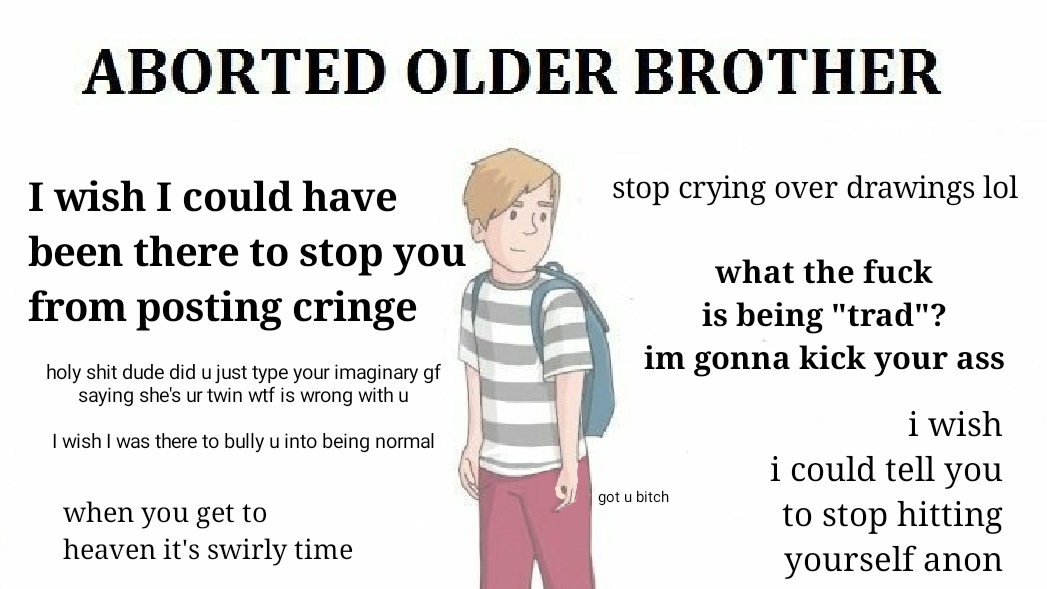 ABORTED OLDER BROTHER
I wish I could have
been there to stop you
from posting cringe
holy shit dude did u just type your imaginary gf
saying she's ur twin wtf is wrong with u
I wish I was there to bully u into being normal
when you get to
heaven it's swirly time
stop crying over drawings lol
what the fuck
is being "trad"?
im gonna kick your ass
got u bitch
i wish
i could tell you
to stop hitting
yourself anon